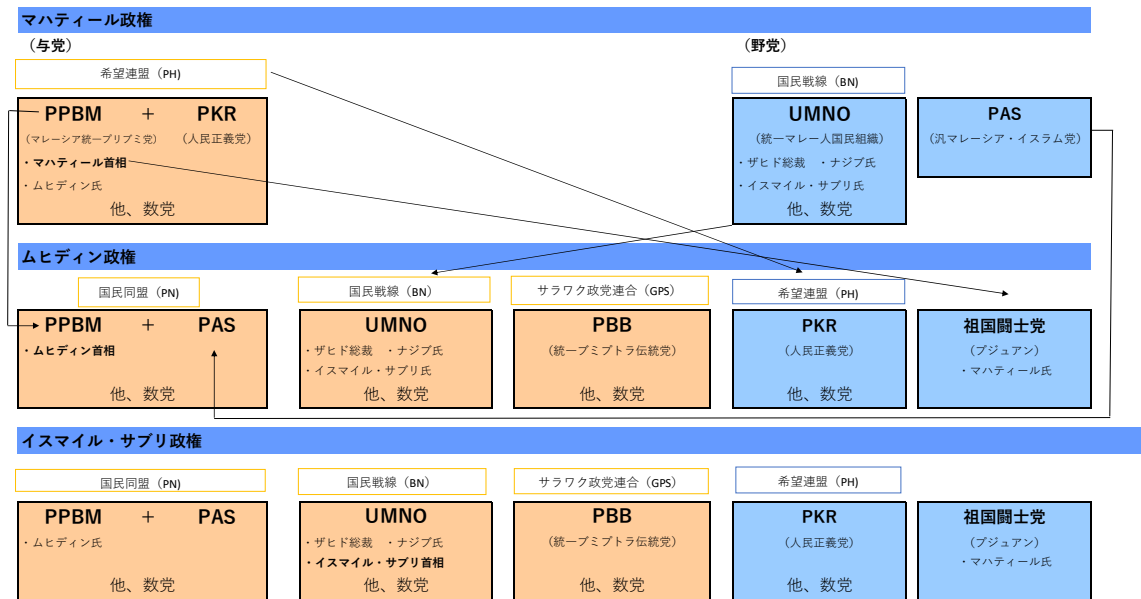 マハティール政権
（与党）
（野党）
希望連盟（PH)
国民戦線（BN)
PPBM + PKR
(マレーシア統一プリブミ党) (人民正義党)
・マハティール首相
・ムヒディン氏
他、数党
UMNO
(統一マレー人国民組織)
・ザヒド総裁 ・ナジブ氏
・イスマイル・サブリ氏
他、数党
PAS
(汎マレーシア・イスラム党)
ムヒディン政権
国民同盟（PN)
国民戦線（BN）
サラワク政党連合（GPS）
希望連盟（PH)
PPBM + PAS
・ムヒディン首相
他、数党
UMNO
・ザヒド総裁 ・ナジブ氏
・イスマイル・サブリ氏
他、数党
PBB
(統一ブミプトラ伝統党)
他、数党
PKR
(人民正義党)
他、数党
祖国闘士党
(プジュアン)
・マハティール氏
イスマイル・サブリ政権
国民同盟（PN)
国民戦線（BN）
サラワク政党連合（GPS）
希望連盟（PH)
PPBM + PAS
・ムヒディン氏
他、数党
UMNO
・ザヒド総裁 ・ナジブ氏
・イスマイル・サブリ首相
他、数党
PBB
(統一ブミプトラ伝統党)
他、数党
PKR
(人民正義党)
他、数党
祖国闘士党
(プジュアン)
・マハティール氏